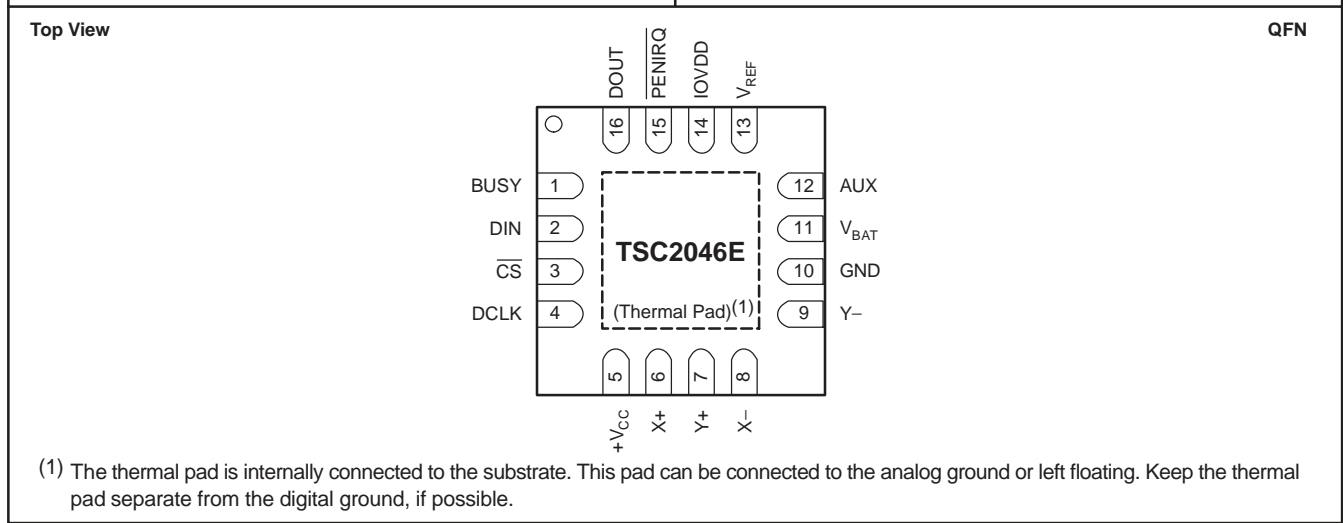 Top View
QFN
DOUT
PENIRQ
IOVDD
VREF
16
15
14
13
BUSY 1
12 AUX
DIN 2
11 VBAT
TSC2046E
CS 3
10 GND
DCLK 4
(Thermal Pad)(1)
9 Y–
5
6
7
8
+VCC
X+
Y+
X–
(1) The thermal pad is internally connected to the substrate. This pad can be connected to the analog ground or left floating. Keep the thermal
pad separate from the digital ground, if possible.